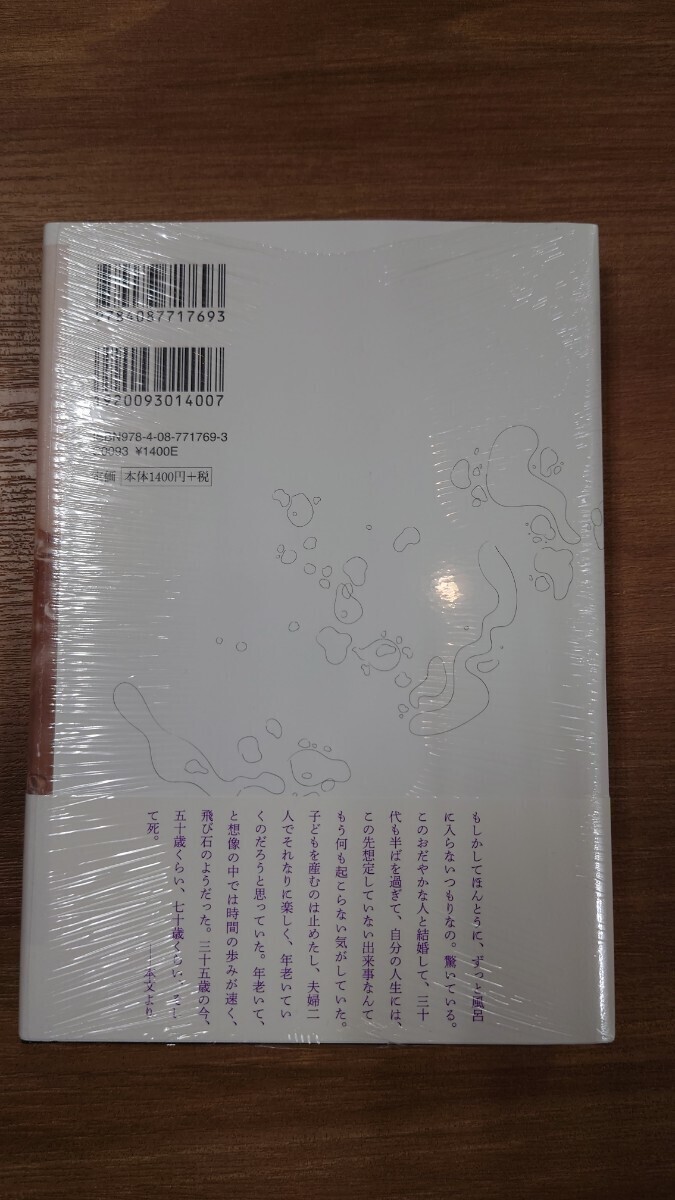 9784087717693
1920093014007
ISBN978-4-08-771769-3
C0093 ¥1400E
定価 本体1400円+税
もしかしてほんとうに、ずっと風呂
に入らないつもりなの。驚いている。
このおだやかな人と結婚して、三十
代も半ばを過ぎて、自分の人生には、
この先想定していない出来事なんて
もう何も起こらない気がしていた。
子どもを産むのは止めたし、夫婦二
人でそれなりに楽しく、年老いてい
くのだろうと思っていた。年老いて、
と想像の中では時間の歩みが速く、
飛び石のようだった。三十五歳の今、
五十歳くらい、七十歳くらい、そし
て死。
――本文より